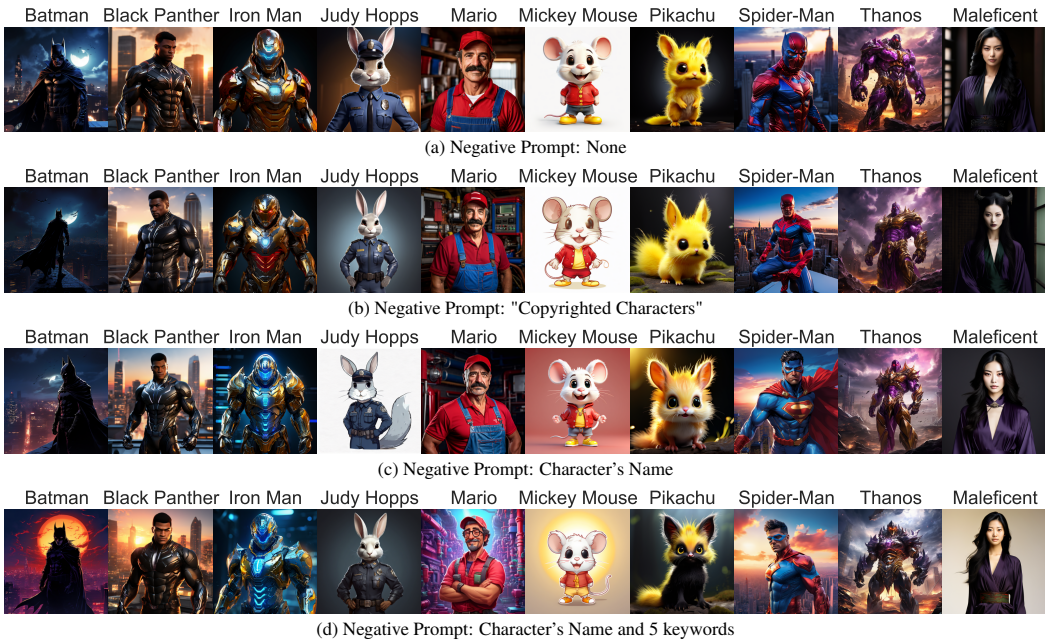 Batman Black Panther Iron Man Judy Hopps Mario Mickey Mouse Pikachu Spider-Man Thanos Maleficent
(a) Negative Prompt: None
Batman Black Panther Iron Man Judy Hopps Mario Mickey Mouse Pikachu Spider-Man Thanos Maleficent
(b) Negative Prompt: "Copyrighted Characters"
Batman Black Panther Iron Man Judy Hopps Mario Mickey Mouse Pikachu Spider-Man Thanos Maleficent
(c) Negative Prompt: Character's Name
Batman Black Panther Iron Man Judy Hopps Mario Mickey Mouse Pikachu Spider-Man Thanos Maleficent
(d) Negative Prompt: Character's Name and 5 keywords